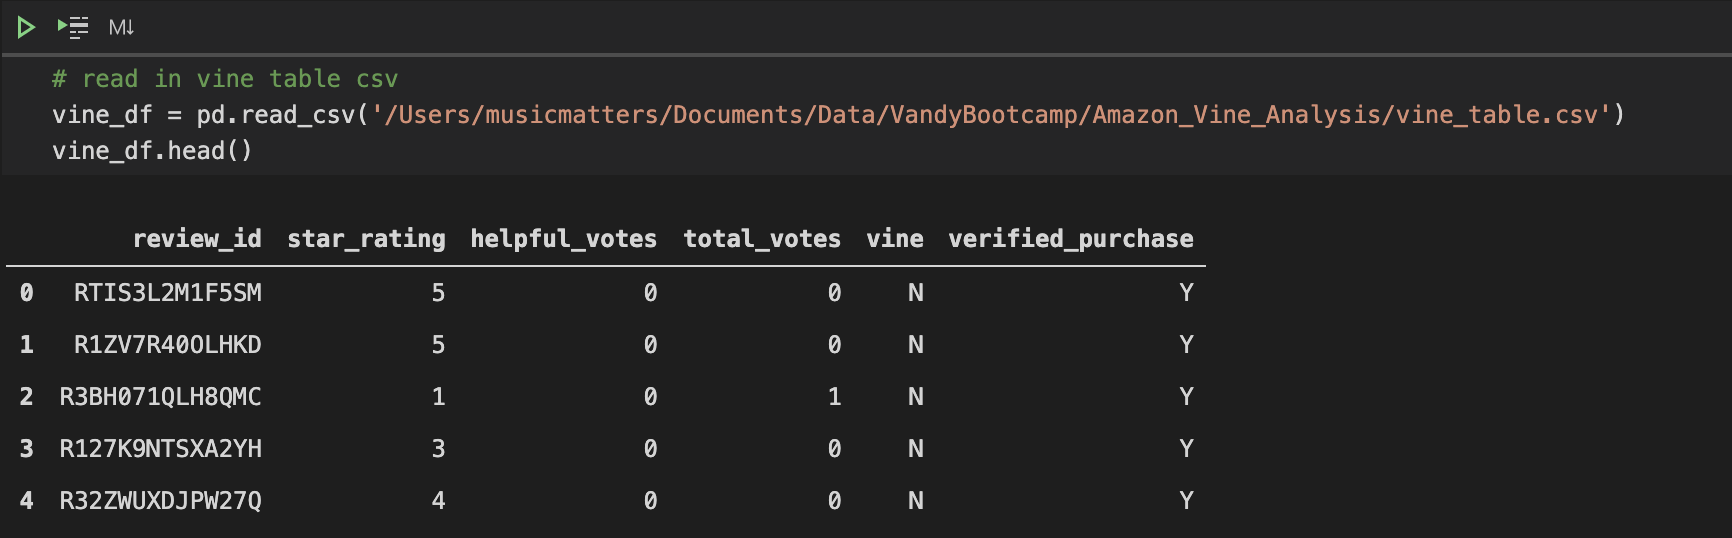 M↓
# read in vine table csv
vine_df = pd.read_csv('/Users/musicmatters/Documents/Data/VandyBootcamp/Amazon_Vine_Analysis/vine_table.csv')
vine_df.head()
review_id star_rating helpful_votes total_votes vine verified_purchase
0 RTIS3L2M1F5SM 5 0 0 N Y
1 R1ZV7R40OLHKD 5 0 0 N Y
2 R3BH071QLH8QMC 1 0 1 N Y
3 R127K9NTSXA2YH 3 0 0 N Y
4 R32ZWUXDJPW27Q 4 0 0 N Y